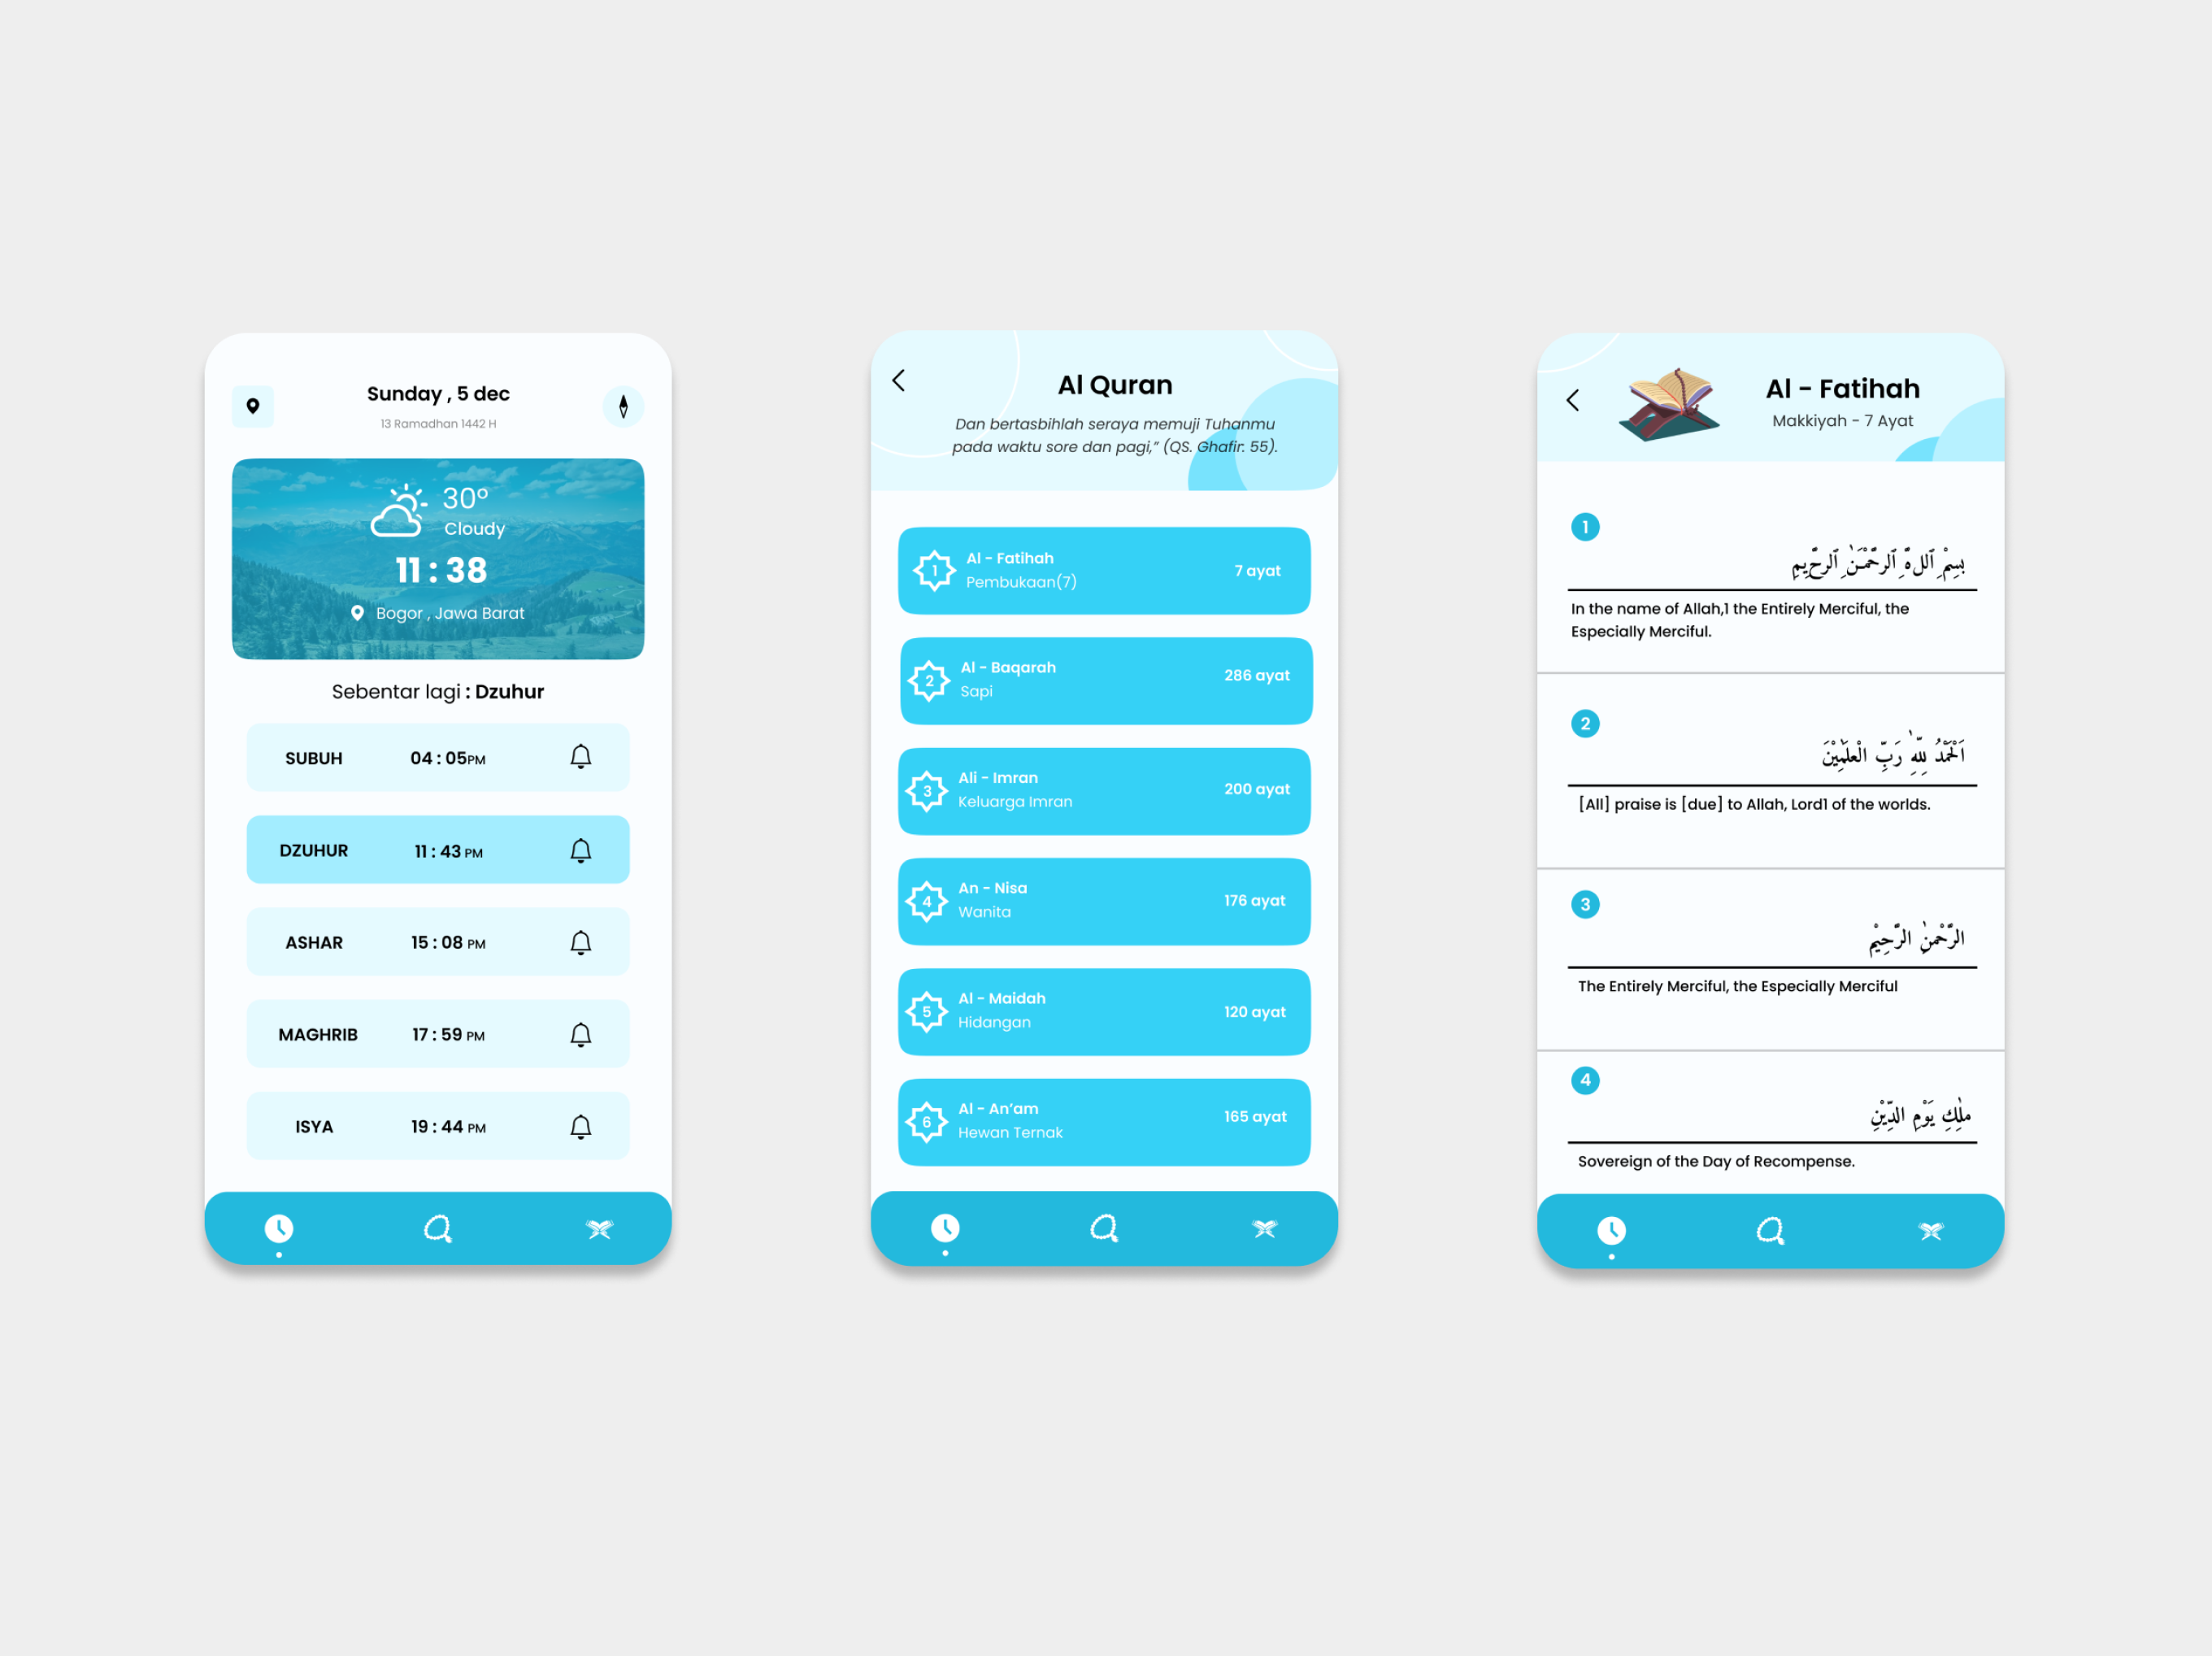 Sunday , 5 dec
13 Ramadhan 1442 H
30°
Cloudy
11 : 38
Bogor , Jawa Barat
Sebentar lagi : Dzuhur
SUBUH 04 : 05PM
DZUHUR 11 : 43 PM
ASHAR 15 : 08 PM
MAGHRIB 17 : 59 PM
ISYA 19 : 44 PM
Al Quran
Dan bertasbihlah seraya memuji Tuhanmu
pada waktu sore dan pagi,” (QS. Ghafir: 55).
1
Al - Fatihah
Pembukaan(7)
7 ayat
2
Al - Baqarah
Sapi
286 ayat
3
Ali - Imran
Keluarga Imran
200 ayat
4
An - Nisa
Wanita
176 ayat
5
Al - Maidah
Hidangan
120 ayat
6
Al - An’am
Hewan Ternak
165 ayat
Al - Fatihah
Makkiyah - 7 Ayat
1
بِسْمِ ٱللَّهِ ٱلرَّحْمَـٰنِ ٱلرَّحِيمِ
In the name of Allah,1 the Entirely Merciful, the
Especially Merciful.
2
اَلْحَمْدُ لِلّٰهِ رَبِّ الْعٰلَمِيْنَ
[All] praise is [due] to Allah, Lord1 of the worlds.
3
الرَّحْمٰنِ الرَّحِيْمِ
The Entirely Merciful, the Especially Merciful
4
مٰلِكِ يَوْمِ الدِّيْنِ
Sovereign of the Day of Recompense.